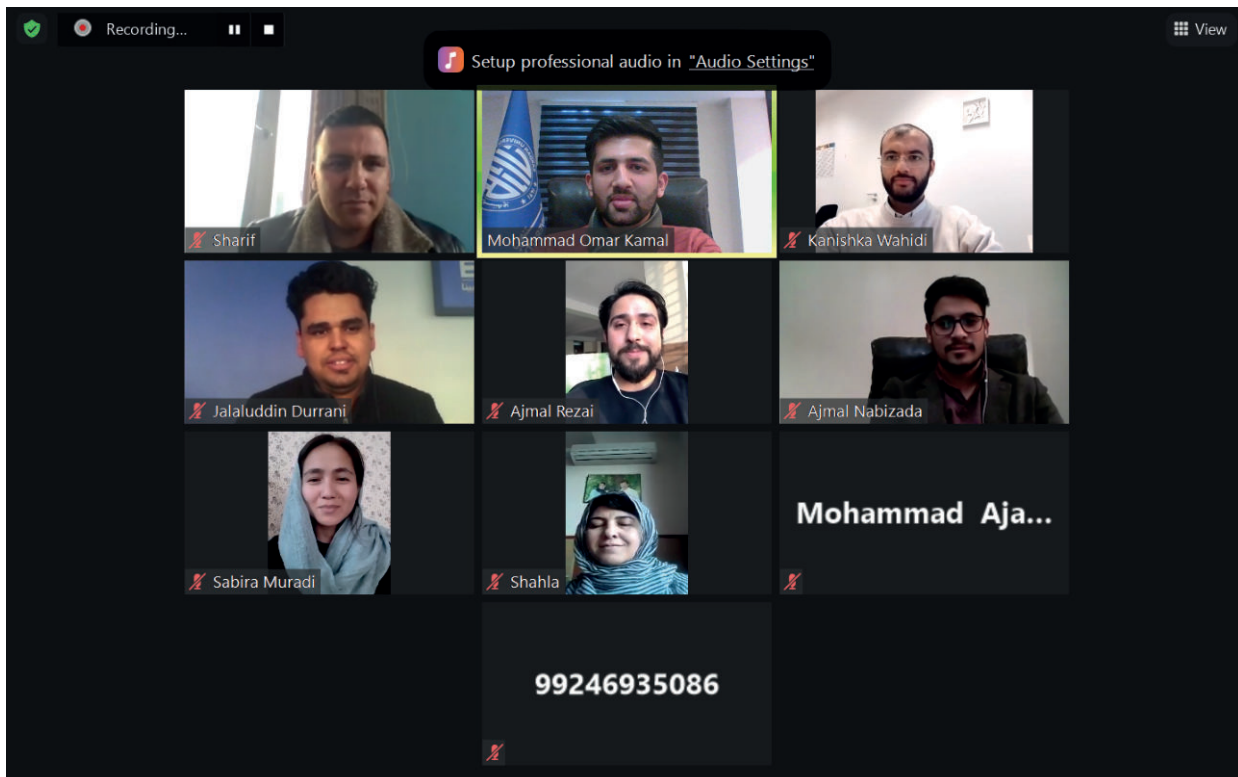 Recording...
View
Setup professional audio in "Audio Settings"
Sharif
Mohammad Omar Kamal
Kanishka Wahidi
Jalaluddin Durrani
Ajmal Rezai
Ajmal Nabizada
Sabira Muradi
Shahla
Mohammad Aja...
99246935086